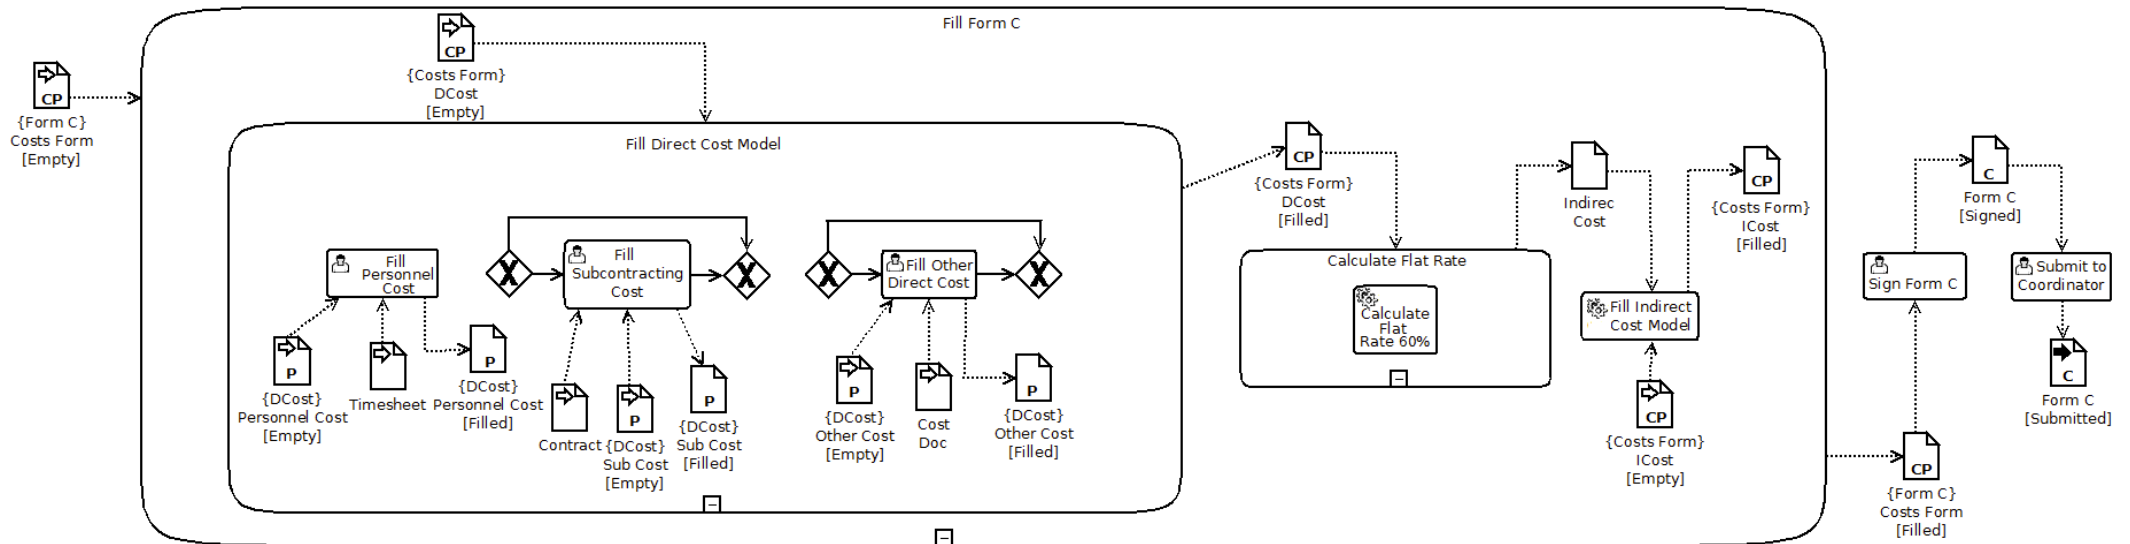 Fill Form C
CP
{Form C}
Costs Form
[Empty]
CP
{Costs Form}
DCost
[Empty]
Fill Direct Cost Model
Fill
Personnel
Cost
P
{DCost}
Personnel Cost
[Empty]
Timesheet
P
{DCost}
Personnel Cost
[Filled]
X
Fill
Subcontracting
Cost
X
Contract
P
{DCost}
Sub Cost
[Empty]
P
{DCost}
Sub Cost
[Filled]
X
Fill Other
Direct Cost
X
P
{DCost}
Other Cost
[Empty]
Cost
Doc
P
{DCost}
Other Cost
[Filled]
CP
{Costs Form}
DCost
[Filled]
Calculate Flat Rate
Calculate
Flat
Rate 60%
Indirec
Cost
Fill Indirect
Cost Model
CP
{Costs Form}
ICost
[Empty]
CP
{Costs Form}
ICost
[Filled]
CP
{Form C}
Costs Form
[Filled]
Sign Form C
C
Form C
[Signed]
Submit to
Coordinator
C
Form C
[Submitted]